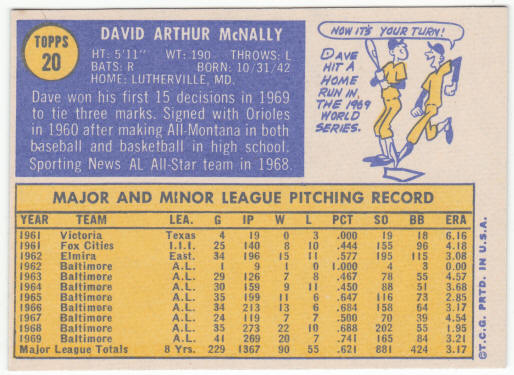 TOPPS
20
DAVID ARTHUR McNALLY
HT: 5'11" WT: 190 THROWS: L
BATS: R BORN: 10/31/42
HOME: LUTHERVILLE, MD.
Dave won his first 15 decisions in 1969
to tie three marks. Signed with Orioles
in 1960 after making All-Montana in both
baseball and basketball in high school.
Sporting News AL All-Star team in 1968.
NOW IT'S YOUR TURN!
DAVE
HIT A
HOME
RUN IN
THE 1969
WORLD
SERIES.
MAJOR AND MINOR LEAGUE PITCHING RECORD
YEAR TEAM LEA. G IP W L PCT SO BB ERA
1961 Victoria Texas 4 19 0 3 .000 19 18 6.16
1961 Fox Cities I.I.I. 25 140 8 10 .444 155 96 4.18
1962 Elmira East. 34 196 15 11 .577 195 115 3.08
1962 Baltimore A.L. 1 9 1 0 1.000 4 3 0.00
1963 Baltimore A.L. 29 126 7 8 .467 78 55 4.57
1964 Baltimore A.L. 30 159 9 11 .450 88 51 3.68
1965 Baltimore A.L. 35 199 11 6 .647 116 73 2.85
1966 Baltimore A.L. 34 213 13 6 .684 158 64 3.17
1967 Baltimore A.L. 24 119 7 7 .500 70 39 4.54
1968 Baltimore A.L. 35 273 22 10 .688 202 55 1.95
1969 Baltimore A.L. 41 269 20 7 .741 165 84 3.21
Major League Totals 8 Yrs. 229 1367 90 55 .621 881 424 3.17
©T.C.G. PRTD. IN U.S.A.